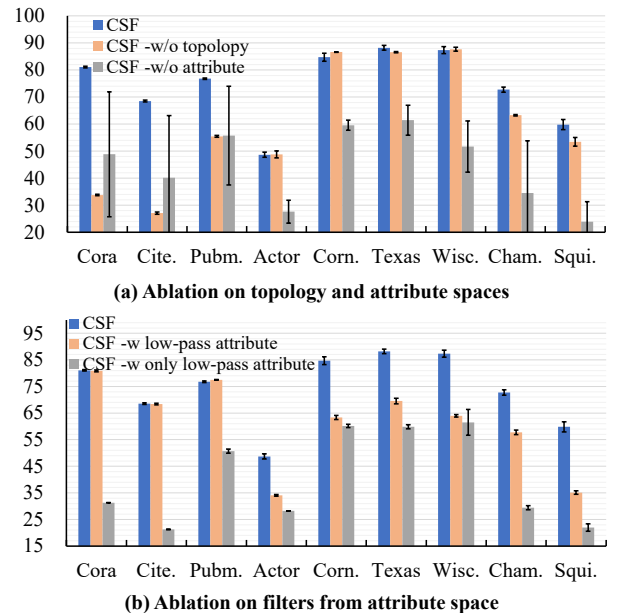 100
90
80
70
60
50
40
30
20
CSF
CSF -w/o topolopy
CSF -w/o attribute
Cora Cite. Pubm. Actor Corn. Texas Wisc. Cham. Squi.
(a) Ablation on topology and attribute spaces
95
85
75
65
55
45
35
25
15
CSF
CSF -w low-pass attribute
CSF -w only low-pass attribute
Cora Cite. Pubm. Actor Corn. Texas Wisc. Cham. Squi.
(b) Ablation on filters from attribute space